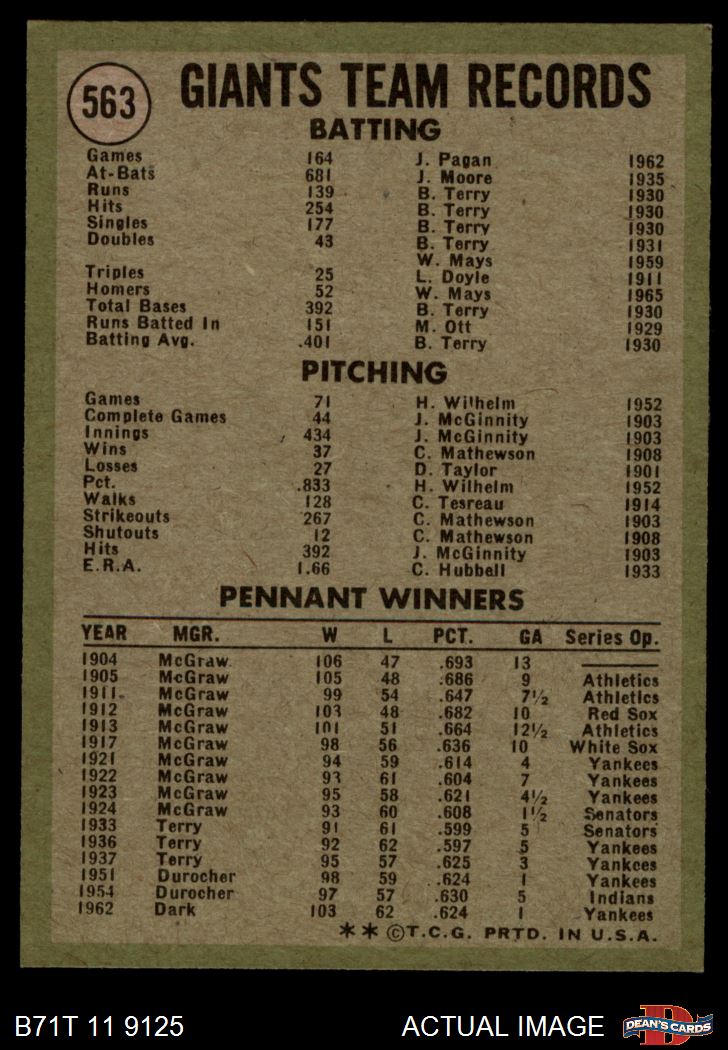 563 GIANTS TEAM RECORDS
BATTING
Games 164 J. Pagan 1962
At-Bats 681 J. Moore 1935
Runs 139 B. Terry 1930
Hits 254 B. Terry 1930
Singles 177 B. Terry 1930
Doubles 43 B. Terry 1931
W. Mays 1959
Triples 25 L. Doyle 1911
Homers 52 W. Mays 1965
Total Bases 392 B. Terry 1930
Runs Batted In 151 M. Ott 1929
Batting Avg. .401 B. Terry 1930
PITCHING
Games 71 H. Wilhelm 1952
Complete Games 44 J. McGinnity 1903
Innings 434 J. McGinnity 1903
Wins 37 C. Mathewson 1908
Losses 27 D. Taylor 1901
Pct. .833 H. Wilhelm 1952
Walks 128 C. Tesreau 1914
Strikeouts 267 C. Mathewson 1903
Shutouts 12 C. Mathewson 1908
Hits 392 J. McGinnity 1903
E.R.A. 1.66 C. Hubbell 1933
PENNANT WINNERS
YEAR MGR. W L PCT. GA Series Op.
1904 McGraw 106 47 .693 13
1905 McGraw 105 48 .686 9 Athletics
1911 McGraw 99 54 .647 7½ Athletics
1912 McGraw 103 48 .682 10 Red Sox
1913 McGraw 101 51 .664 12½ Athletics
1917 McGraw 98 56 .636 10 White Sox
1921 McGraw 94 59 .614 4 Yankees
1922 McGraw 93 61 .604 7 Yankees
1923 McGraw 95 58 .621 4½ Yankees
1924 McGraw 93 60 .608 1½ Senators
1933 Terry 91 61 .599 5 Senators
1936 Terry 92 62 .597 5 Yankees
1937 Terry 95 57 .625 3 Yankees
1951 Durocher 98 59 .624 1 Yankees
1954 Durocher 97 57 .630 5 Indians
1962 Dark 103 62 .624 1 Yankees
** ©T.C.G. PRTD. IN U.S.A.
B71T 11 9125 ACTUAL IMAGE DEAN'S CARDS